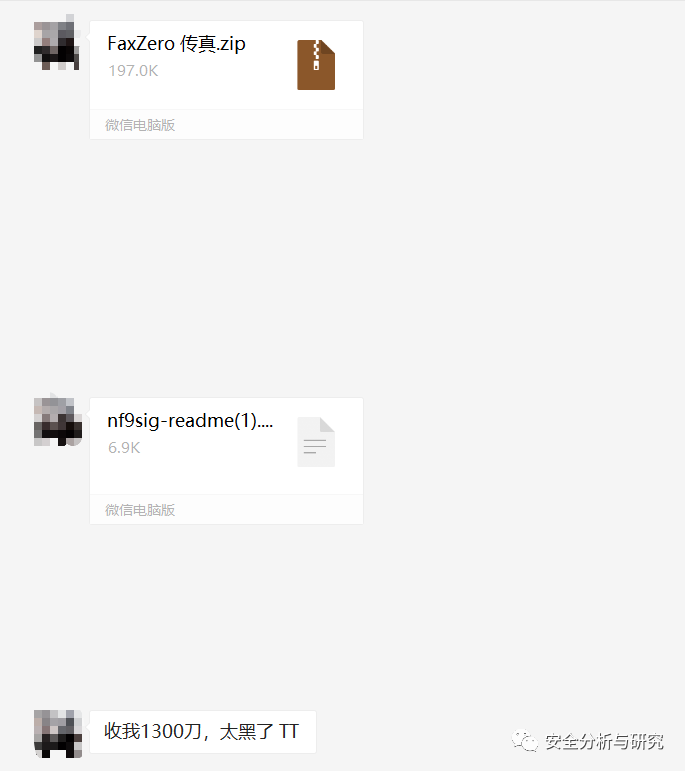 FaxZero 传真.zip
197.0K
微信电脑版
nf9sig-readme(1)....
6.9K
微信电脑版
收我1300刀，太黑了 TT
安全分析与研究